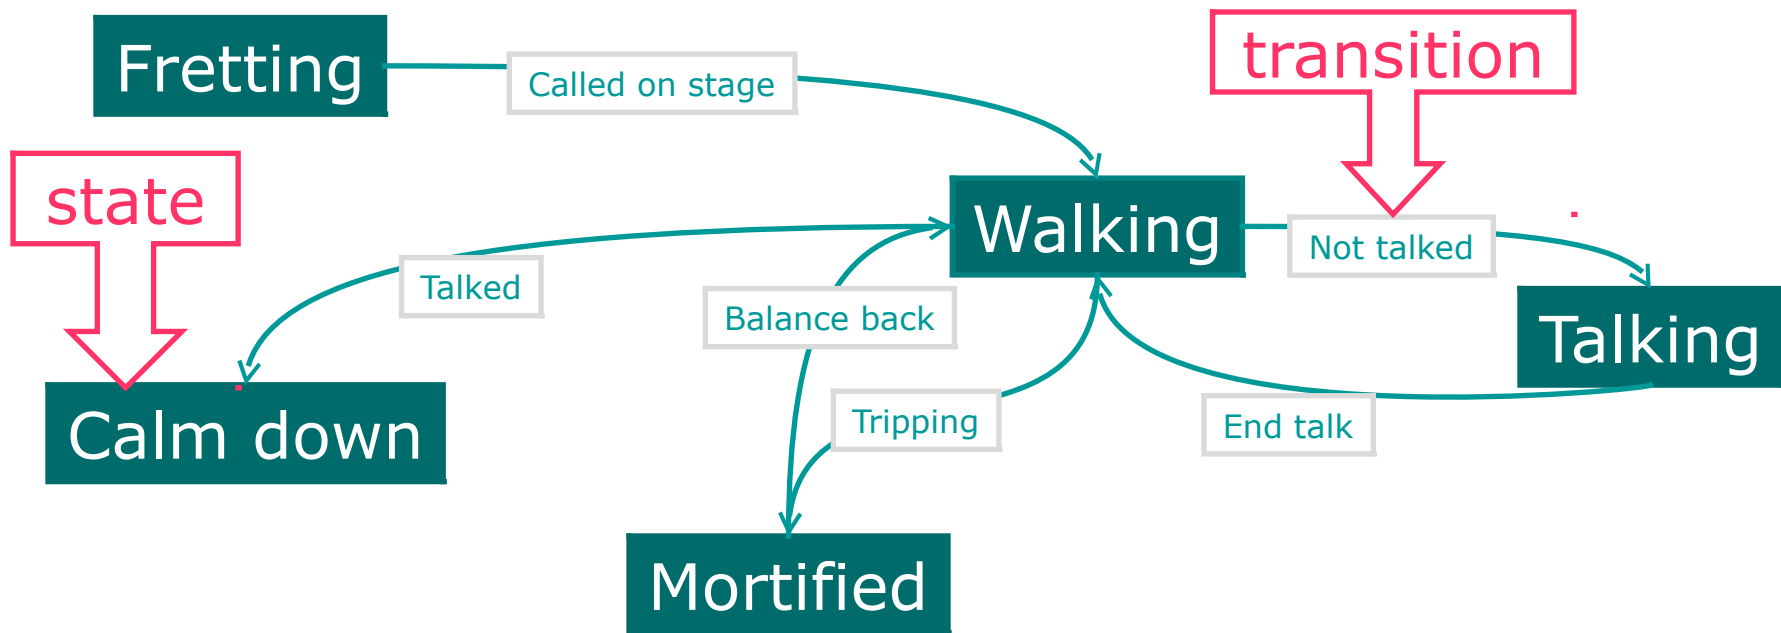 Fretting
Called on stage
transition
state
Walking
Not talked
Talked
Balance back
Talking
Calm down
Tripping
End talk
Mortified